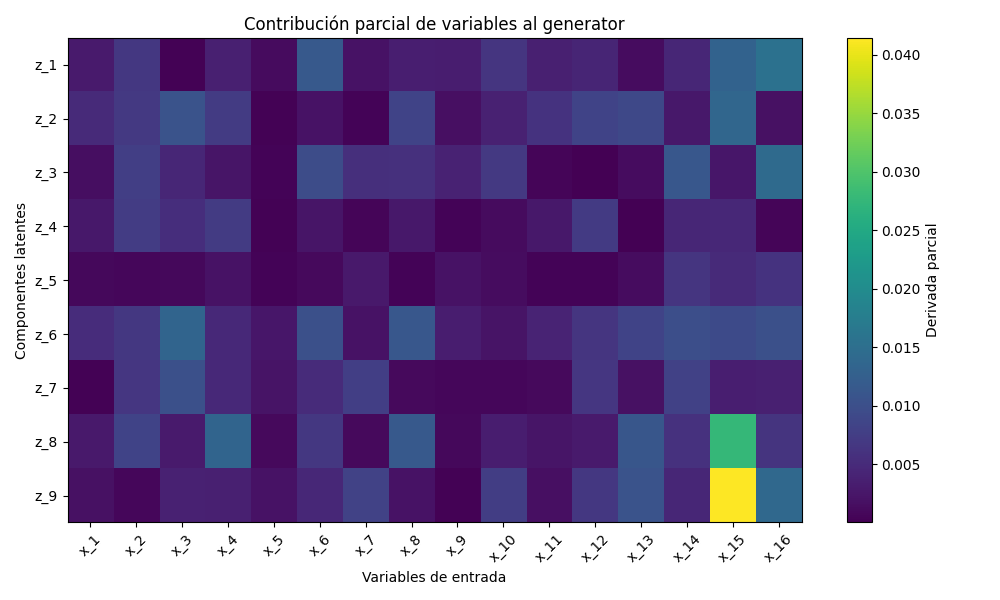 Contribución parcial de variables al generator
Componentes latentes
z_1
z_2
z_3
z_4
z_5
z_6
z_7
z_8
z_9
x_1 x_2 x_3 x_4 x_5 x_6 x_7 x_8 x_9 x_10 x_11 x_12 x_13 x_14 x_15 x_16
Variables de entrada
0.040
0.035
0.030
0.025
0.020
0.015
0.010
0.005
Derivada parcial